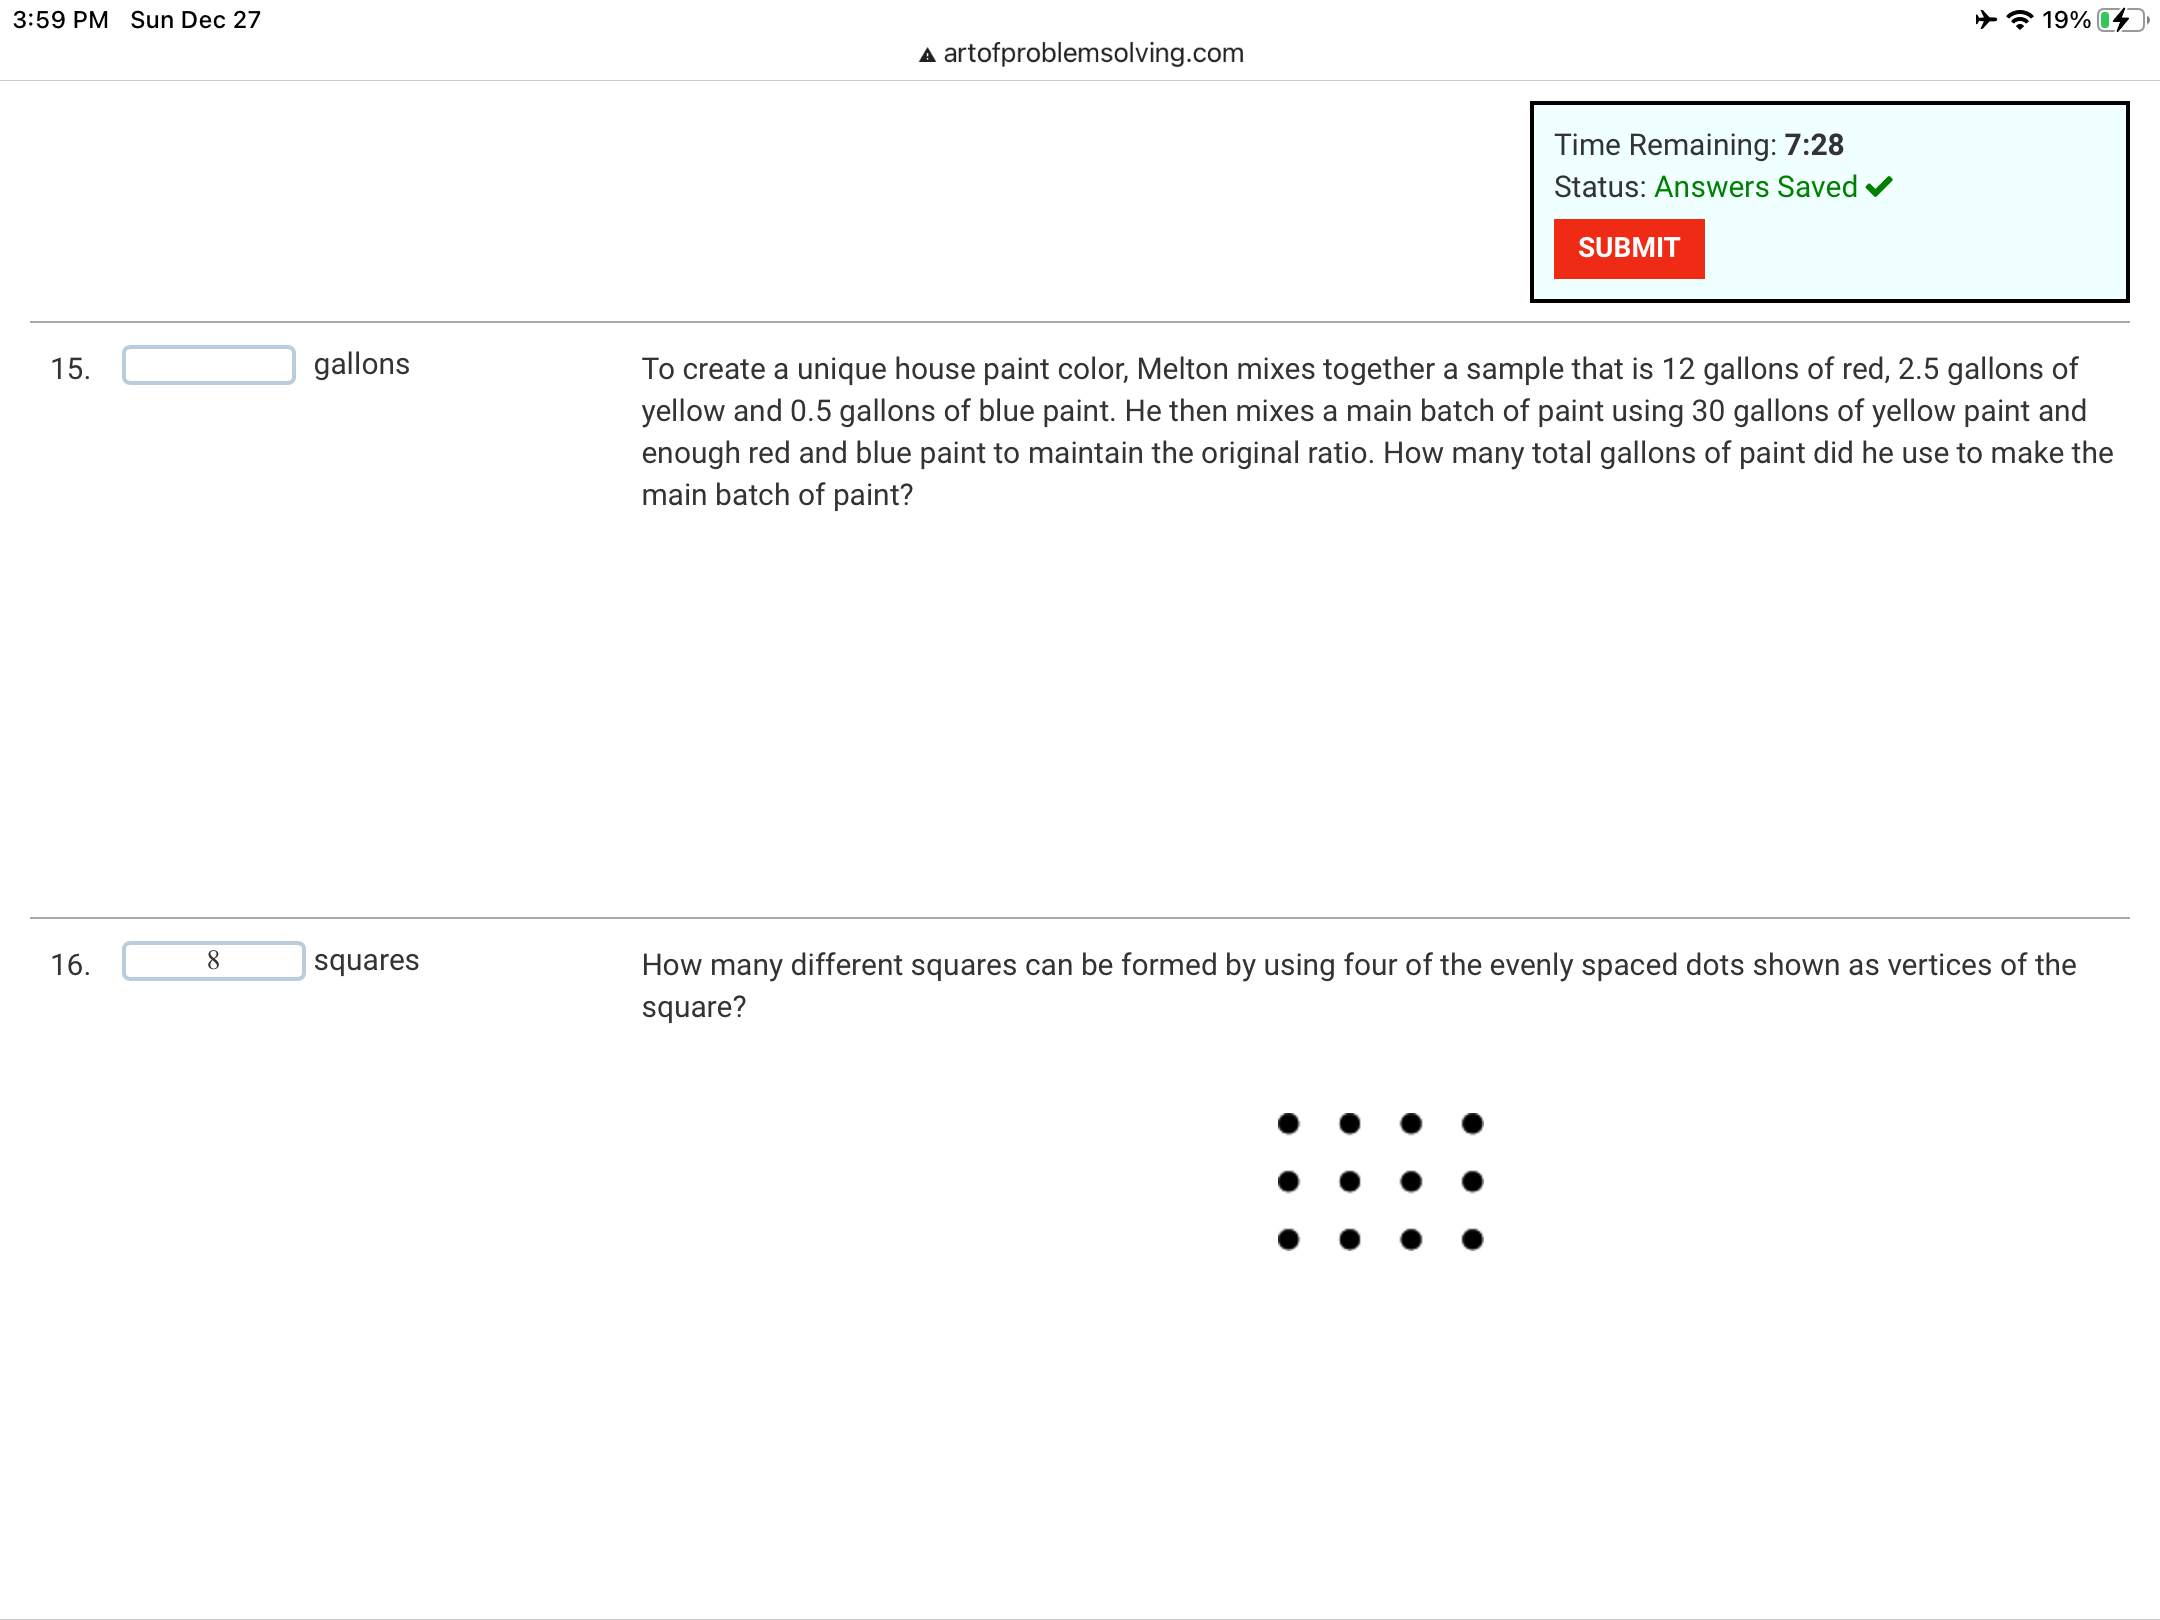 3:59 PM Sun Dec 27
19%
artofproblemsolving.com
Time Remaining: 7:28
Status: Answers Saved
SUBMIT
15. gallons
To create a unique house paint color, Melton mixes together a sample that is 12 gallons of red, 2.5 gallons of
yellow and 0.5 gallons of blue paint. He then mixes a main batch of paint using 30 gallons of yellow paint and
enough red and blue paint to maintain the original ratio. How many total gallons of paint did he use to make the
main batch of paint?
16. 8 squares
How many different squares can be formed by using four of the evenly spaced dots shown as vertices of the
square?